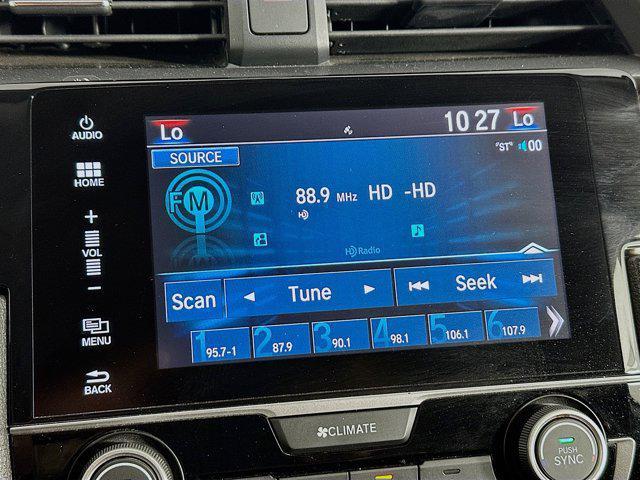 AUDIO
HOME
+
VOL
−
MENU
BACK
Lo
10 27 Lo
SOURCE
"ST" 00
FM
88.9 MHz HD -HD
HD
HD Radio
Scan
Tune
Seek
1 95.7-1
2 87.9
3 90.1
4 98.1
5 106.1
6 107.9
CLIMATE
PUSH
SYNC